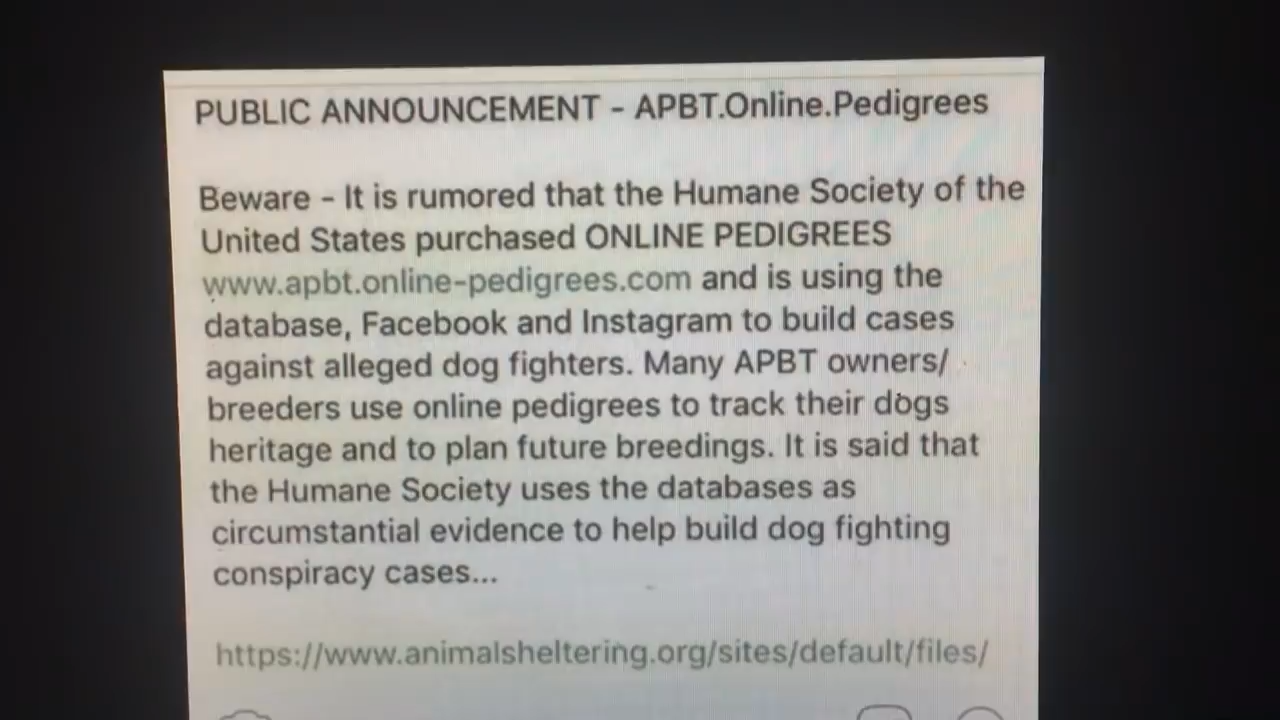 PUBLIC ANNOUNCEMENT - APBT.Online.Pedigrees
Beware - It is rumored that the Humane Society of the
United States purchased ONLINE PEDIGREES
www.apbt.online-pedigrees.com and is using the
database, Facebook and Instagram to build cases
against alleged dog fighters. Many APBT owners/
breeders use online pedigrees to track their dogs
heritage and to plan future breedings. It is said that
the Humane Society uses the databases as
circumstantial evidence to help build dog fighting
conspiracy cases...
https://www.animalsheltering.org/sites/default/files/